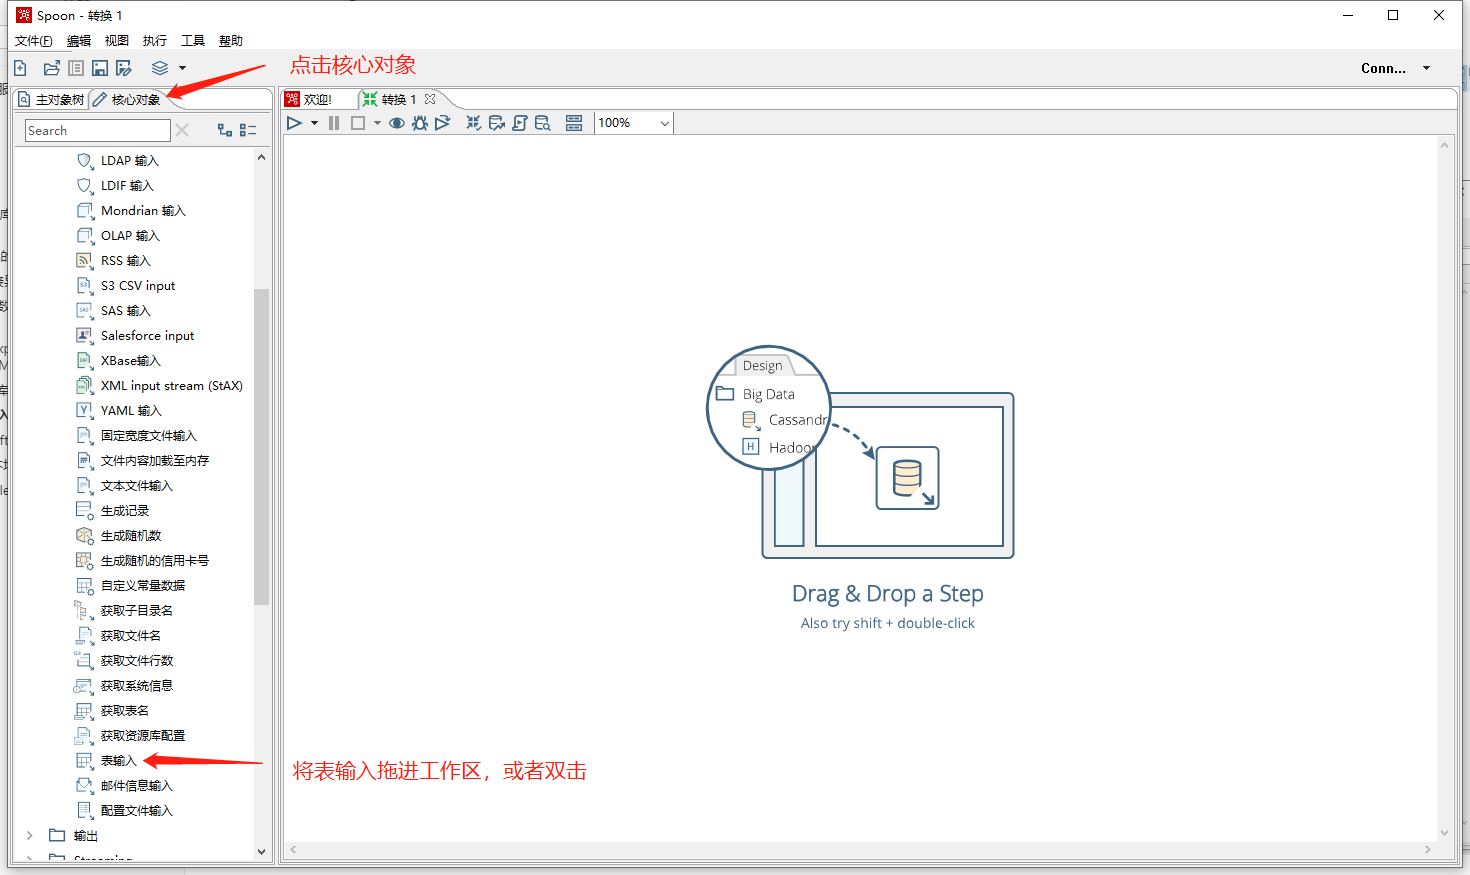 Spoon - 转换 1
文件(F) 编辑 视图 执行 工具 帮助
点击核心对象
Conn...
主对象树 核心对象
欢迎! 转换 1
Search
100%
LDAP 输入
LDIF 输入
Mondrian 输入
OLAP 输入
RSS 输入
S3 CSV input
SAS 输入
Salesforce input
XBase输入
XML input stream (StAX)
YAML 输入
固定宽度文件输入
文件内容加载至内存
文本文件输入
生成记录
生成随机数
生成随机的信用卡号
自定义常量数据
获取子目录名
获取文件名
获取文件行数
获取系统信息
获取表名
获取资源库配置
表输入
邮件信息输入
配置文件输入
输出
Streaming
Design
Big Data
Cassandr
Hadoop
Drag & Drop a Step
Also try shift + double-click
将表输入拖进工作区，或者双击